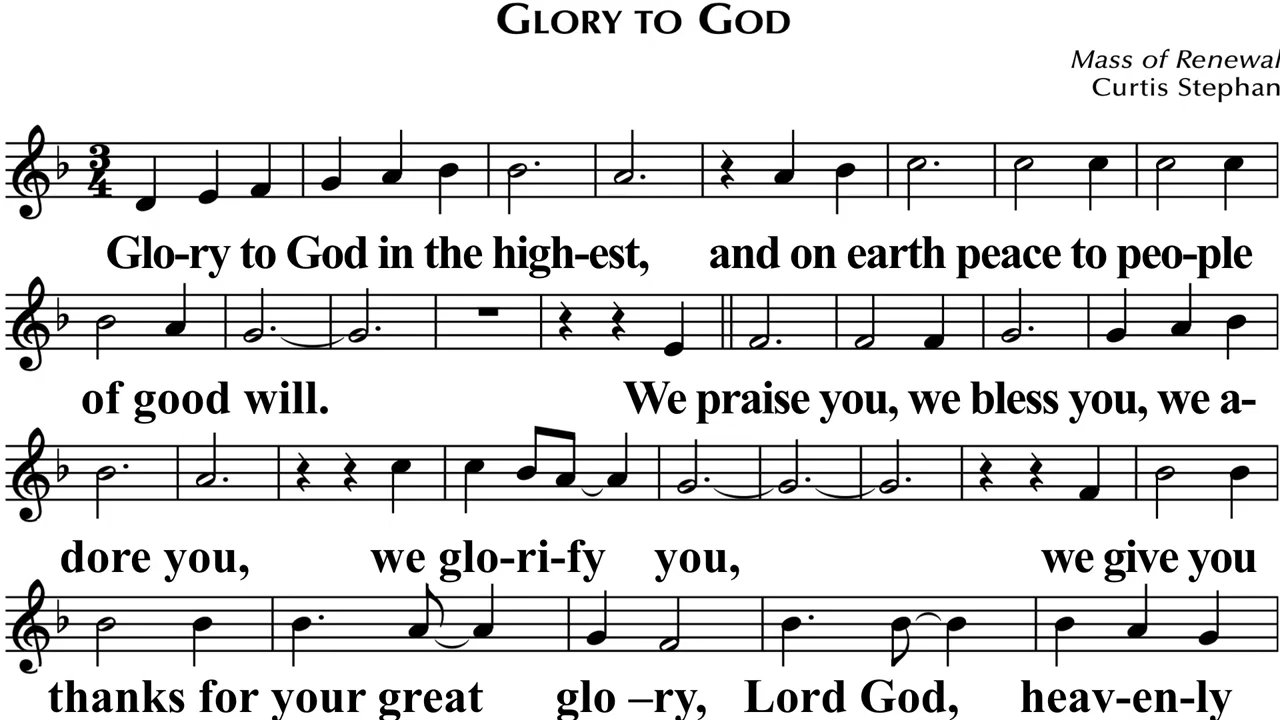 GLORY TO GOD
Mass of Renewal
Curtis Stephan
3
4
Glo-ry to God in the high-est, and on earth peace to peo-ple
of good will. We praise you, we bless you, we a-
dore you, we glo-ri-fy you, we give you
thanks for your great glo –ry, Lord God, heav-en-ly